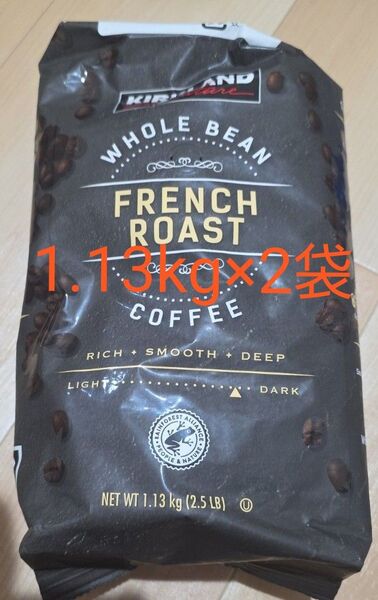 KIRKLAND
Signature
WHOLE BEAN
FRENCH
ROAST
1.13kg×2袋
COFFEE
RICH + SMOOTH + DEEP
LIGHT DARK
RAINFOREST ALLIANCE
PEOPLE & NATURE
NET WT 1.13 kg (2.5 LB) U